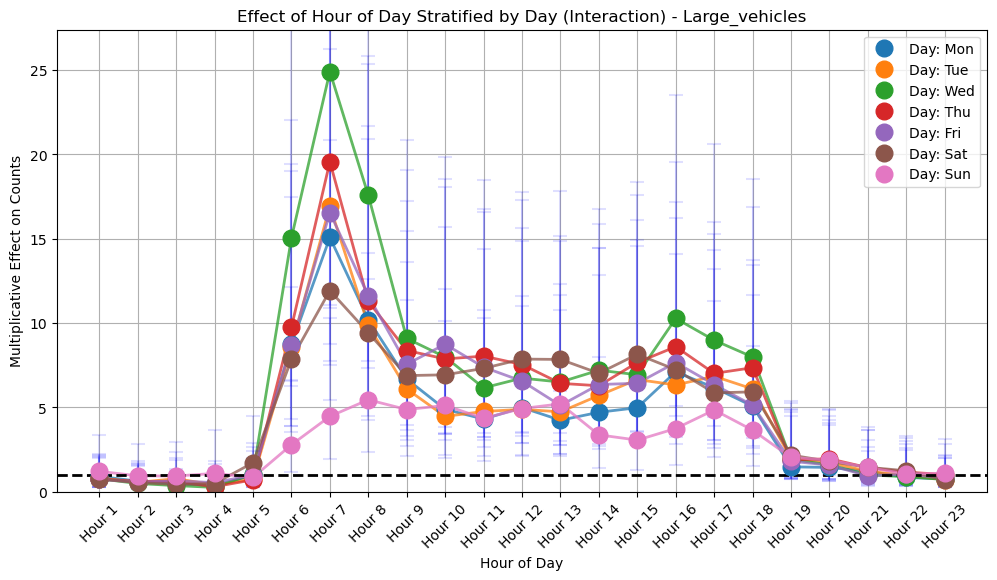 Effect of Hour of Day Stratified by Day (Interaction) - Large_vehicles
Multiplicative Effect on Counts
25
20
15
10
5
0
Day: Mon
Day: Tue
Day: Wed
Day: Thu
Day: Fri
Day: Sat
Day: Sun
Hour 1
Hour 2
Hour 3
Hour 4
Hour 5
Hour 6
Hour 7
Hour 8
Hour 9
Hour 10
Hour 11
Hour 12
Hour 13
Hour 14
Hour 15
Hour 16
Hour 17
Hour 18
Hour 19
Hour 20
Hour 21
Hour 22
Hour 23
Hour of Day